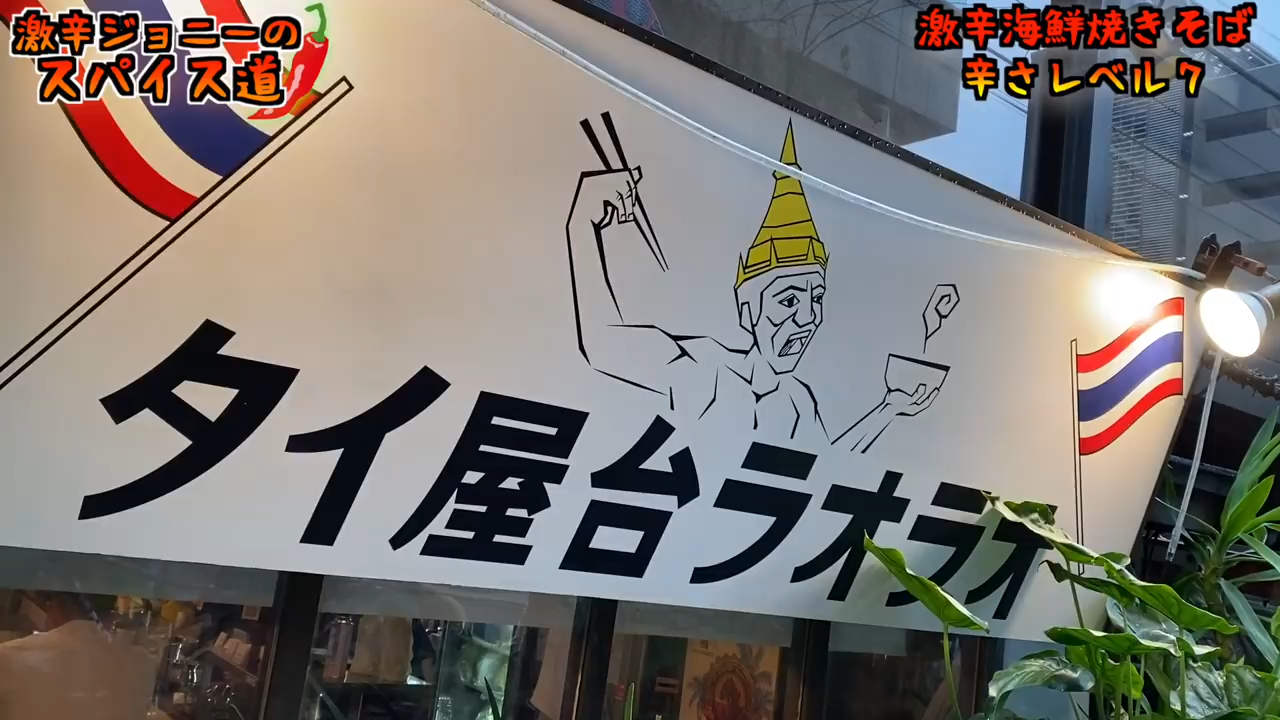 激辛ジョニーの
スパイス道
激辛海鮮焼きそば
辛さレベル7
タイ屋台ラオラオ